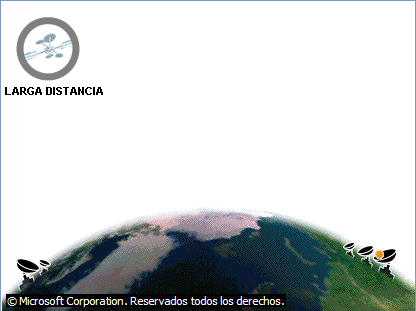 LARGA DISTANCIA
© Microsoft Corporation. Reservados todos los derechos.